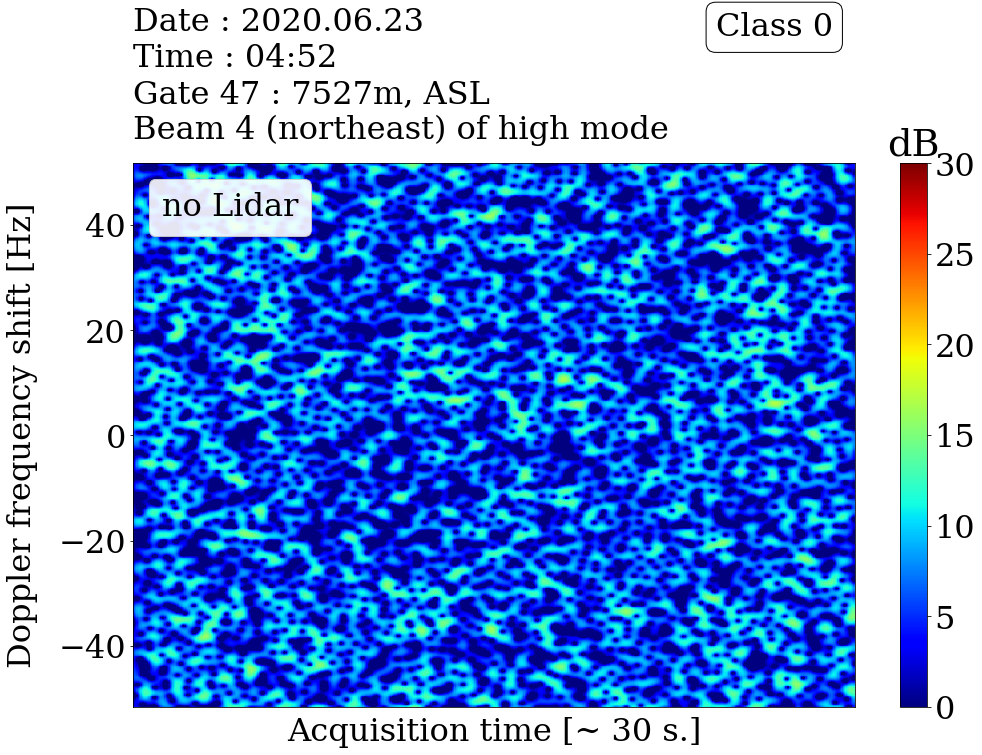 Date : 2020.06.23
Time : 04:52
Gate 47 : 7527m, ASL
Beam 4 (northeast) of high mode
Class 0
dB
no Lidar
Doppler frequency shift [Hz]
40
20
0
−20
−40
30
25
20
15
10
5
0
Acquisition time [~ 30 s.]